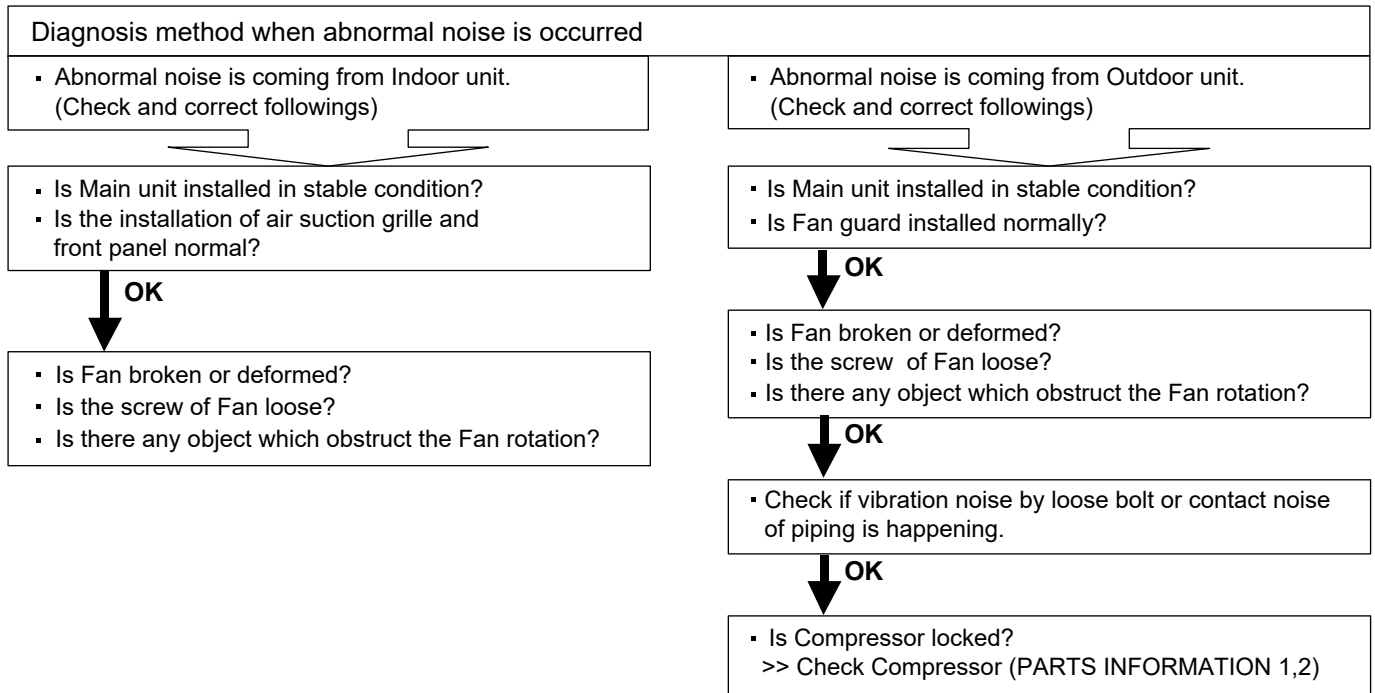 Diagnosis method when abnormal noise is occurred
▪ Abnormal noise is coming from Indoor unit.
(Check and correct followings)
▪ Is Main unit installed in stable condition?
▪ Is the installation of air suction grille and
front panel normal?
OK
▪ Is Fan broken or deformed?
▪ Is the screw of Fan loose?
▪ Is there any object which obstruct the Fan rotation?
▪ Abnormal noise is coming from Outdoor unit.
(Check and correct followings)
▪ Is Main unit installed in stable condition?
▪ Is Fan guard installed normally?
OK
▪ Is Fan broken or deformed?
▪ Is the screw  of Fan loose?
▪ Is there any object which obstruct the Fan rotation?
OK
▪ Check if vibration noise by loose bolt or contact noise
of piping is happening.
OK
▪ Is Compressor locked?
>> Check Compressor (PARTS INFORMATION 1,2)